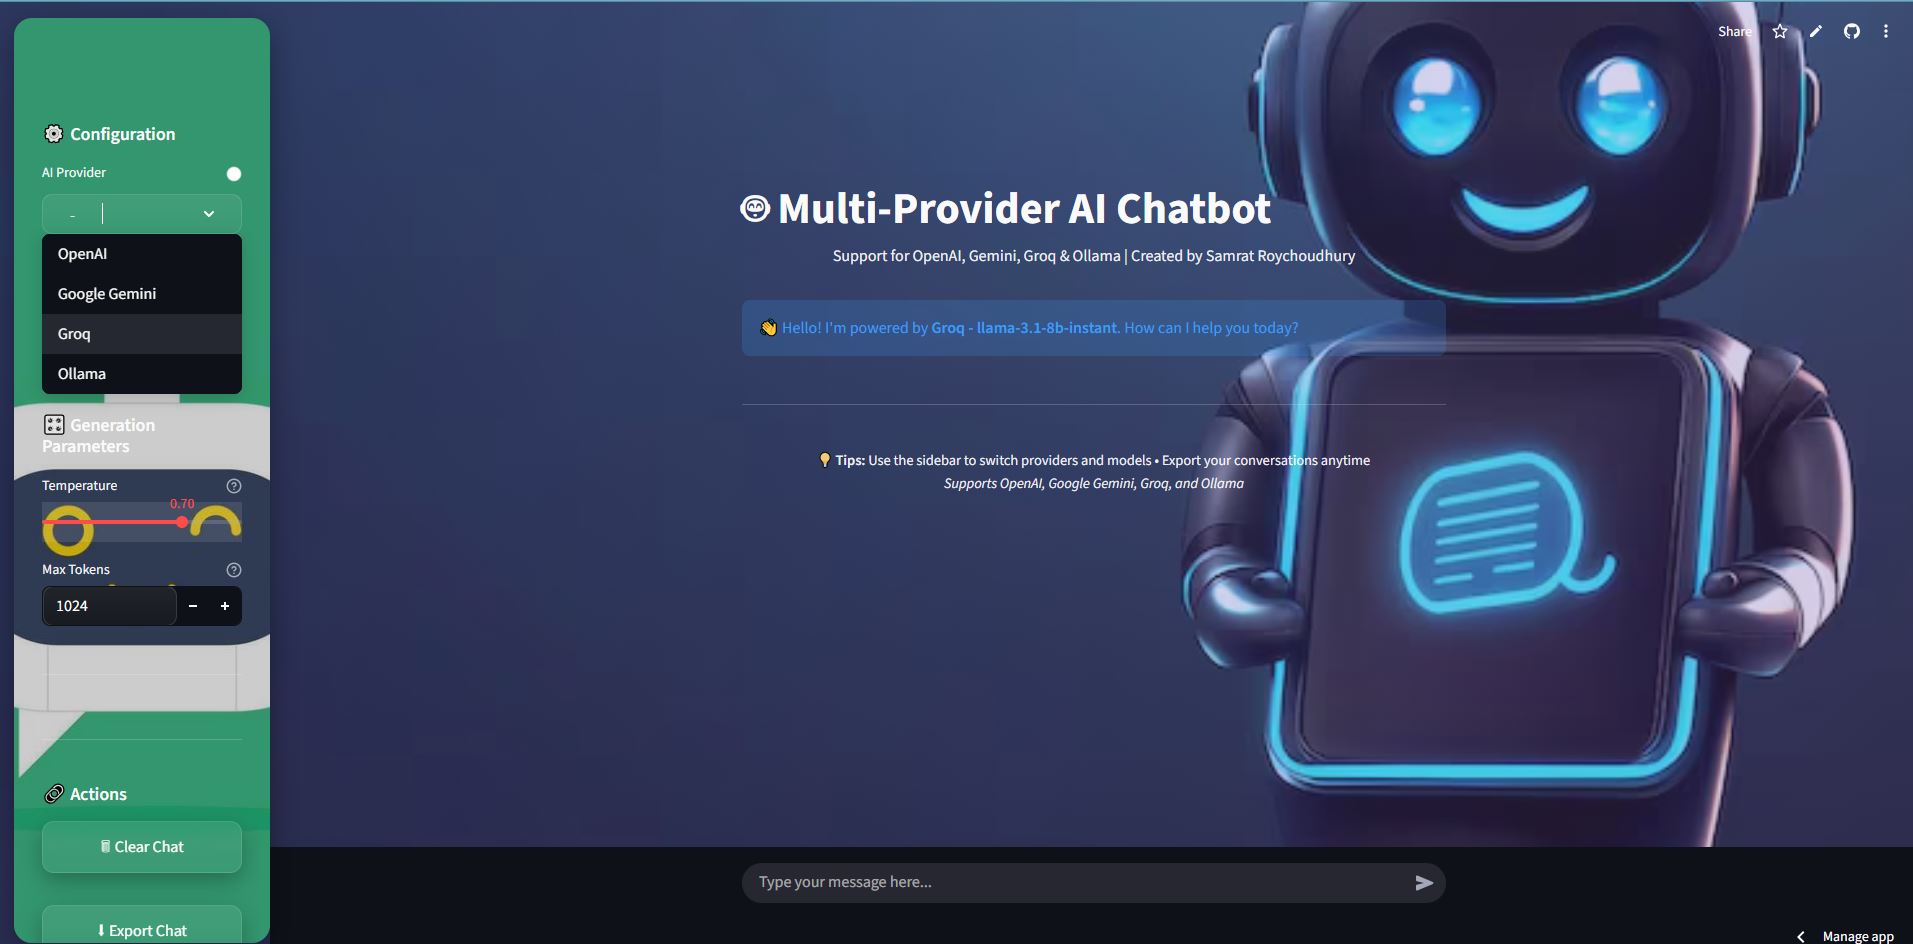 Share
Configuration
AI Provider
-
OpenAI
Google Gemini
Groq
Ollama
Generation
Parameters
Temperature
0.70
Max Tokens
1024
Actions
Clear Chat
Export Chat
Multi-Provider AI Chatbot
Support for OpenAI, Gemini, Groq & Ollama | Created by Samrat Roychoudhury
Hello! I'm powered by Groq - llama-3.1-8b-instant. How can I help you today?
Tips: Use the sidebar to switch providers and models • Export your conversations anytime
Supports OpenAI, Google Gemini, Groq, and Ollama
Type your message here...
Manage app